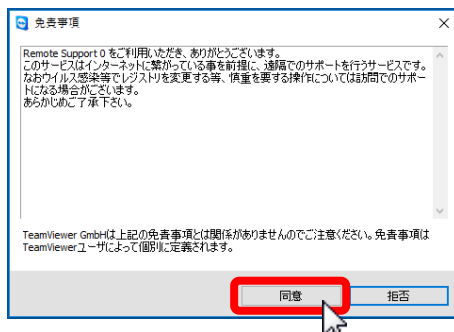 免責事項
Remote Support 0 をご利用いただき、ありがとうございます。
このサービスはインターネットに繋がっている事を前提に、遠隔でのサポートを行うサービスです。
なおウイルス感染等でレジストリを変更する等、慎重を要する操作については訪問でのサポー
トになる場合がございます。
あらかじめご了承下さい。
TeamViewer GmbHは上記の免責事項とは関係がありませんのでご注意ください。免責事項は
TeamViewerユーザによって個別に定義されます。
同意
拒否